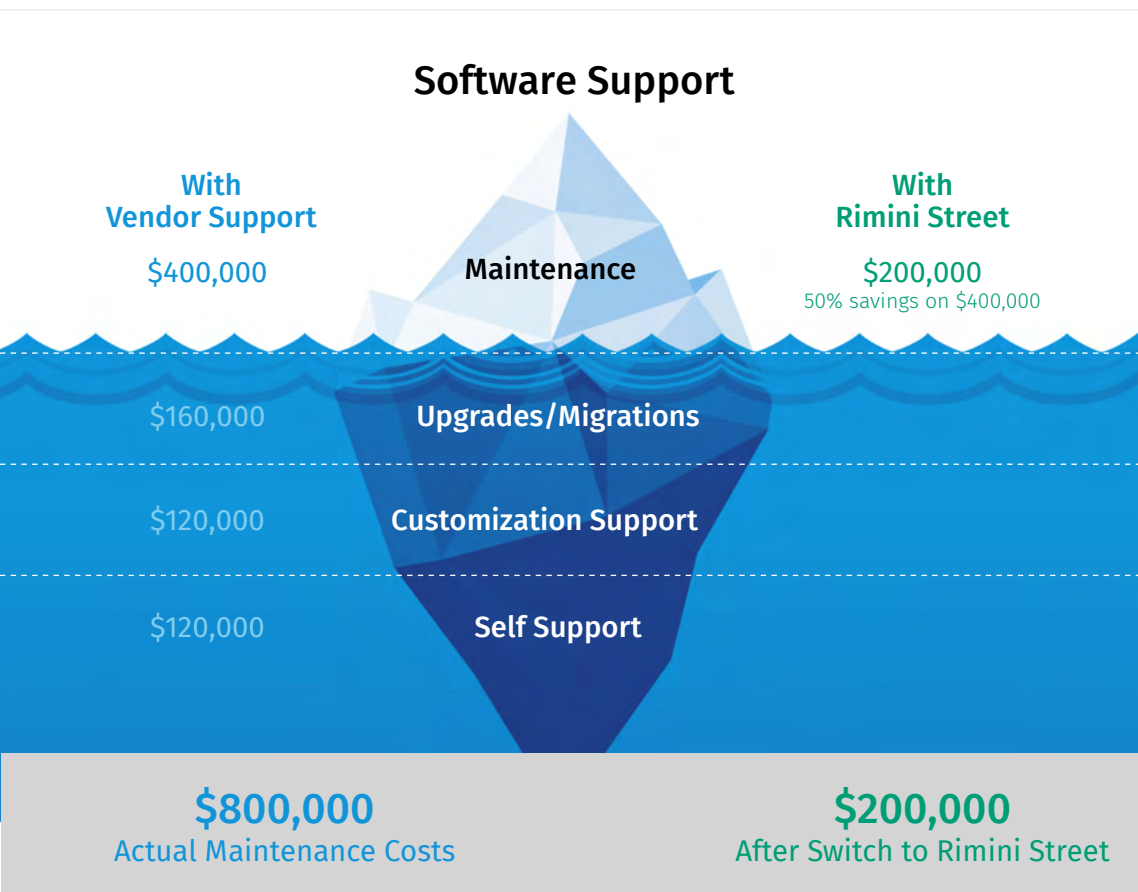 Software Support
With
Vendor Support
$400,000
Maintenance
With
Rimini Street
$200,000
50% savings on $400,000
$160,000
Upgrades/Migrations
$120,000
Customization Support
$120,000
Self Support
$800,000
Actual Maintenance Costs
$200,000
After Switch to Rimini Street